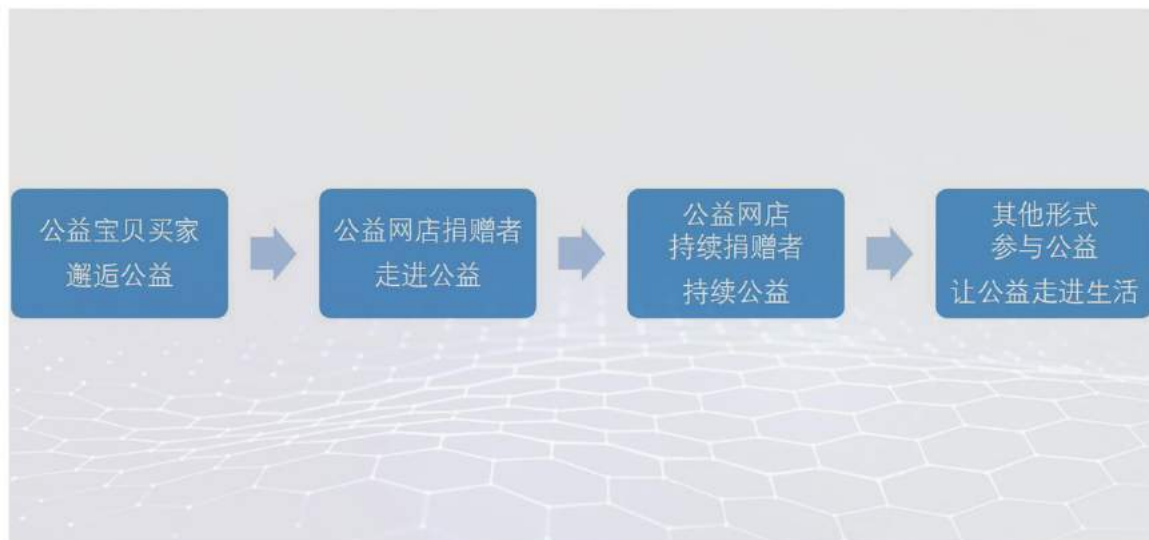 公益宝贝买家
邂逅公益
公益网店捐赠者
走进公益
公益网店
持续捐赠者
持续公益
其他形式
参与公益
让公益走进生活